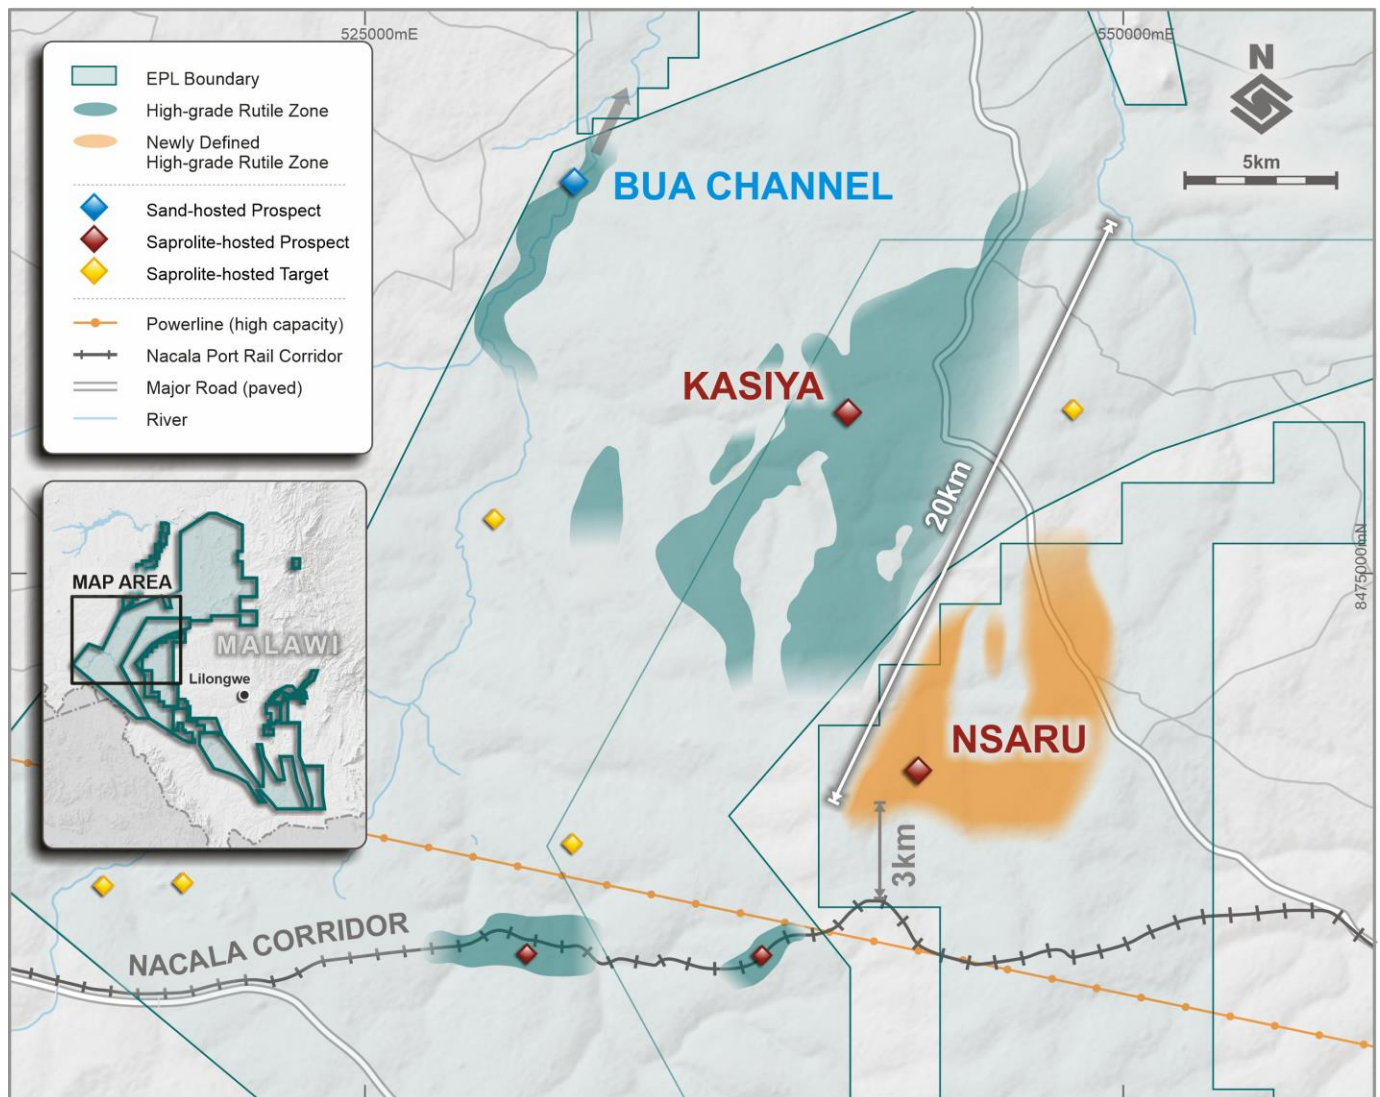 525000mE
550000mE
EPL Boundary
High-grade Rutile Zone
Newly Defined
High-grade Rutile Zone
Sand-hosted Prospect
Saprolite-hosted Prospect
Saprolite-hosted Target
Powerline (high capacity)
Nacala Port Rail Corridor
Major Road (paved)
River
N
5km
BUA CHANNEL
KASIYA
20km
8475000mN
MAP AREA
MALAWI
Lilongwe
NSARU
3km
NACALA CORRIDOR